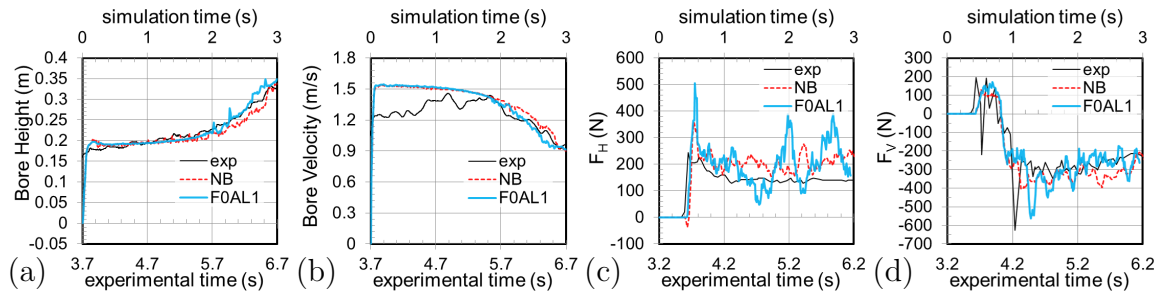 simulation time (s)
0 1 2 3
Bore Height (m)
0.4
0.35
0.3
0.25
0.2
0.15
0.1
0.05
0
-0.05
exp
NB
F0AL1
3.7 4.7 5.7 6.7
experimental time (s)
(a)
simulation time (s)
0 1 2 3
Bore Velocity (m/s)
1.8
1.5
1.2
0.9
0.6
0.3
0
exp
NB
F0AL1
3.7 4.7 5.7 6.7
experimental time (s)
(b)
simulation time (s)
0 1 2 3
F_H (N)
600
500
400
300
200
100
0
-100
exp
NB
F0AL1
3.2 4.2 5.2 6.2
experimental time (s)
(c)
simulation time (s)
0 1 2 3
F_V (N)
300
200
100
0
-100
-200
-300
-400
-500
-600
-700
exp
NB
F0AL1
3.2 4.2 5.2 6.2
experimental time (s)
(d)